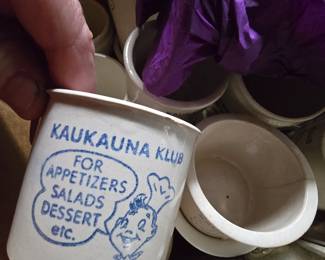 KAUKAUNA KLUB
FOR
APPETIZERS
SALADS
DESSERT
etc.